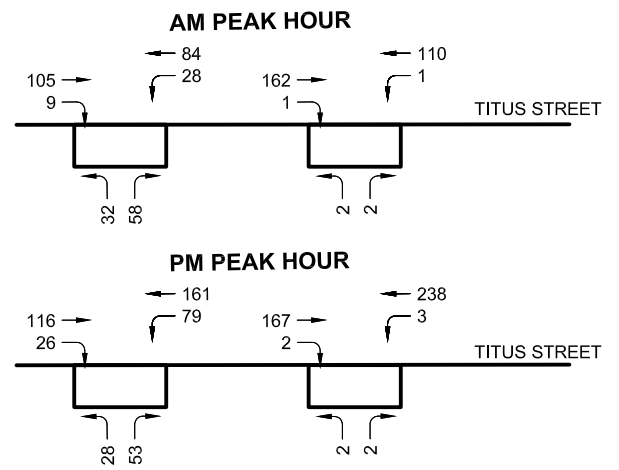 AM PEAK HOUR
84 110
105 28 162 1
9 1
TITUS STREET
32 58 2 2
PM PEAK HOUR
161 238
116 79 167 3
26 2
TITUS STREET
28 53 2 2